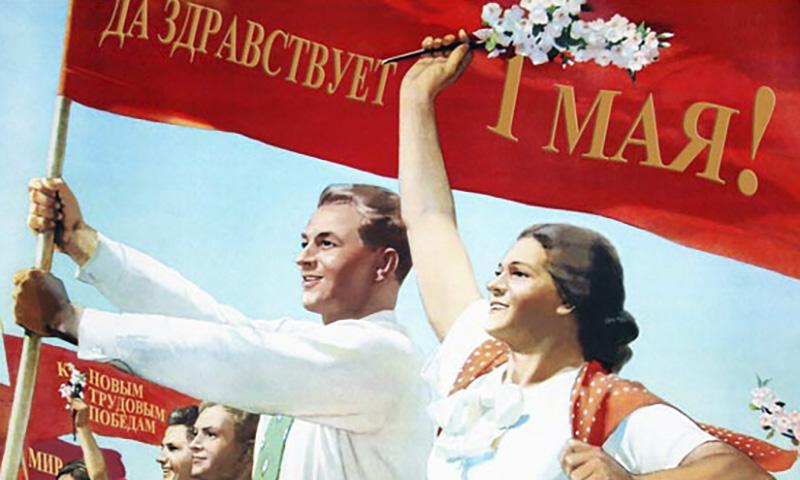 ДА ЗДРАВСТВУЕТ 1 МАЯ!
К НОВЫМ
ТРУДОВЫМ
ПОБЕДАМ
МИР